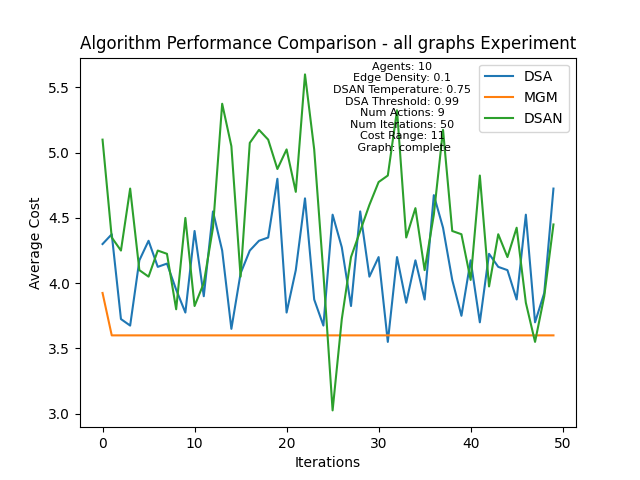 Algorithm Performance Comparison - all graphs Experiment
Agents: 10
Edge Density: 0.1
DSAN Temperature: 0.75
DSA Threshold: 0.99
Num Actions: 9
Num Iterations: 50
Cost Range: 11
Graph: complete
DSA
MGM
DSAN
Average Cost
5.5
5.0
4.5
4.0
3.5
3.0
0
10
20
30
40
50
Iterations